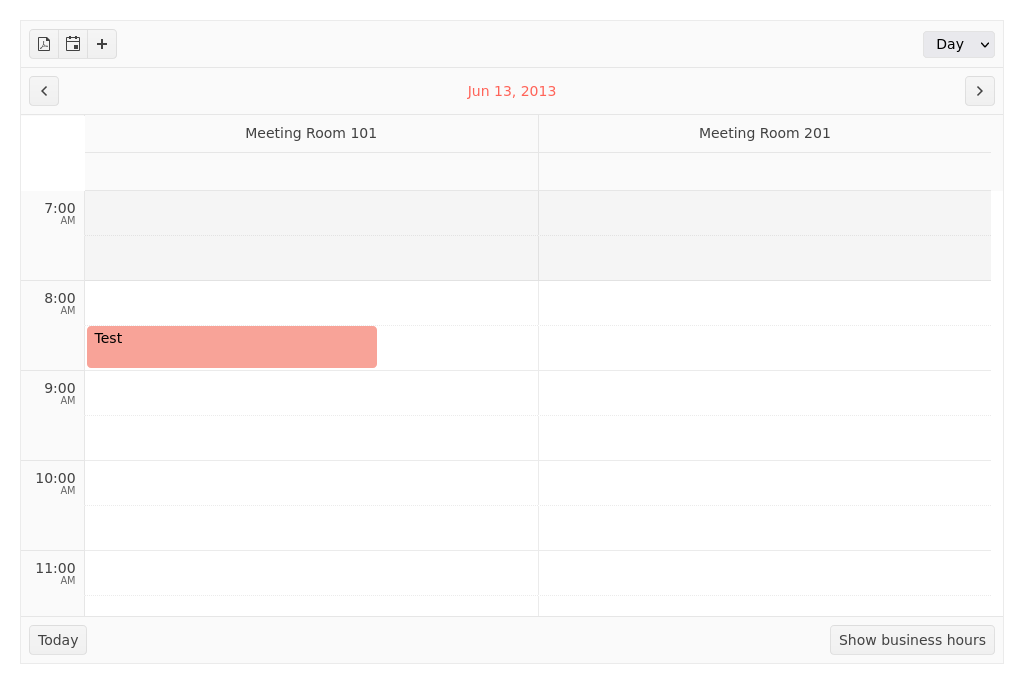 Day
Jun 13, 2013
Meeting Room 101 Meeting Room 201
7:00
AM
8:00
AM
Test
9:00
AM
10:00
AM
11:00
AM
Today Show business hours